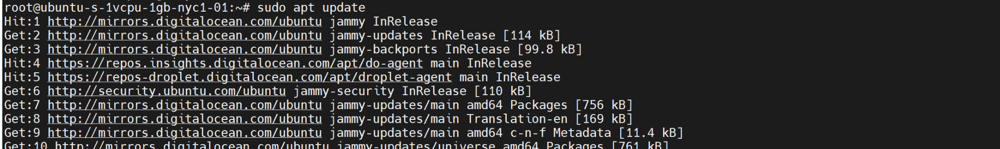 root@ubuntu-s-1vcpu-1gb-nyc1-01:~# sudo apt update
Hit:1 http://mirrors.digitalocean.com/ubuntu jammy InRelease
Get:2 http://mirrors.digitalocean.com/ubuntu jammy-updates InRelease [114 kB]
Get:3 http://mirrors.digitalocean.com/ubuntu jammy-backports InRelease [99.8 kB]
Hit:4 https://repos.insights.digitalocean.com/apt/do-agent main InRelease
Hit:5 https://repos-droplet.digitalocean.com/apt/droplet-agent main InRelease
Get:6 http://security.ubuntu.com/ubuntu jammy-security InRelease [110 kB]
Get:7 http://mirrors.digitalocean.com/ubuntu jammy-updates/main amd64 Packages [756 kB]
Get:8 http://mirrors.digitalocean.com/ubuntu jammy-updates/main Translation-en [169 kB]
Get:9 http://mirrors.digitalocean.com/ubuntu jammy-updates/main amd64 c-n-f Metadata [11.4 kB]
Get:10 http://mirrors.digitalocean.com/ubuntu jammy-updates/universe amd64 Packages [761 kB]